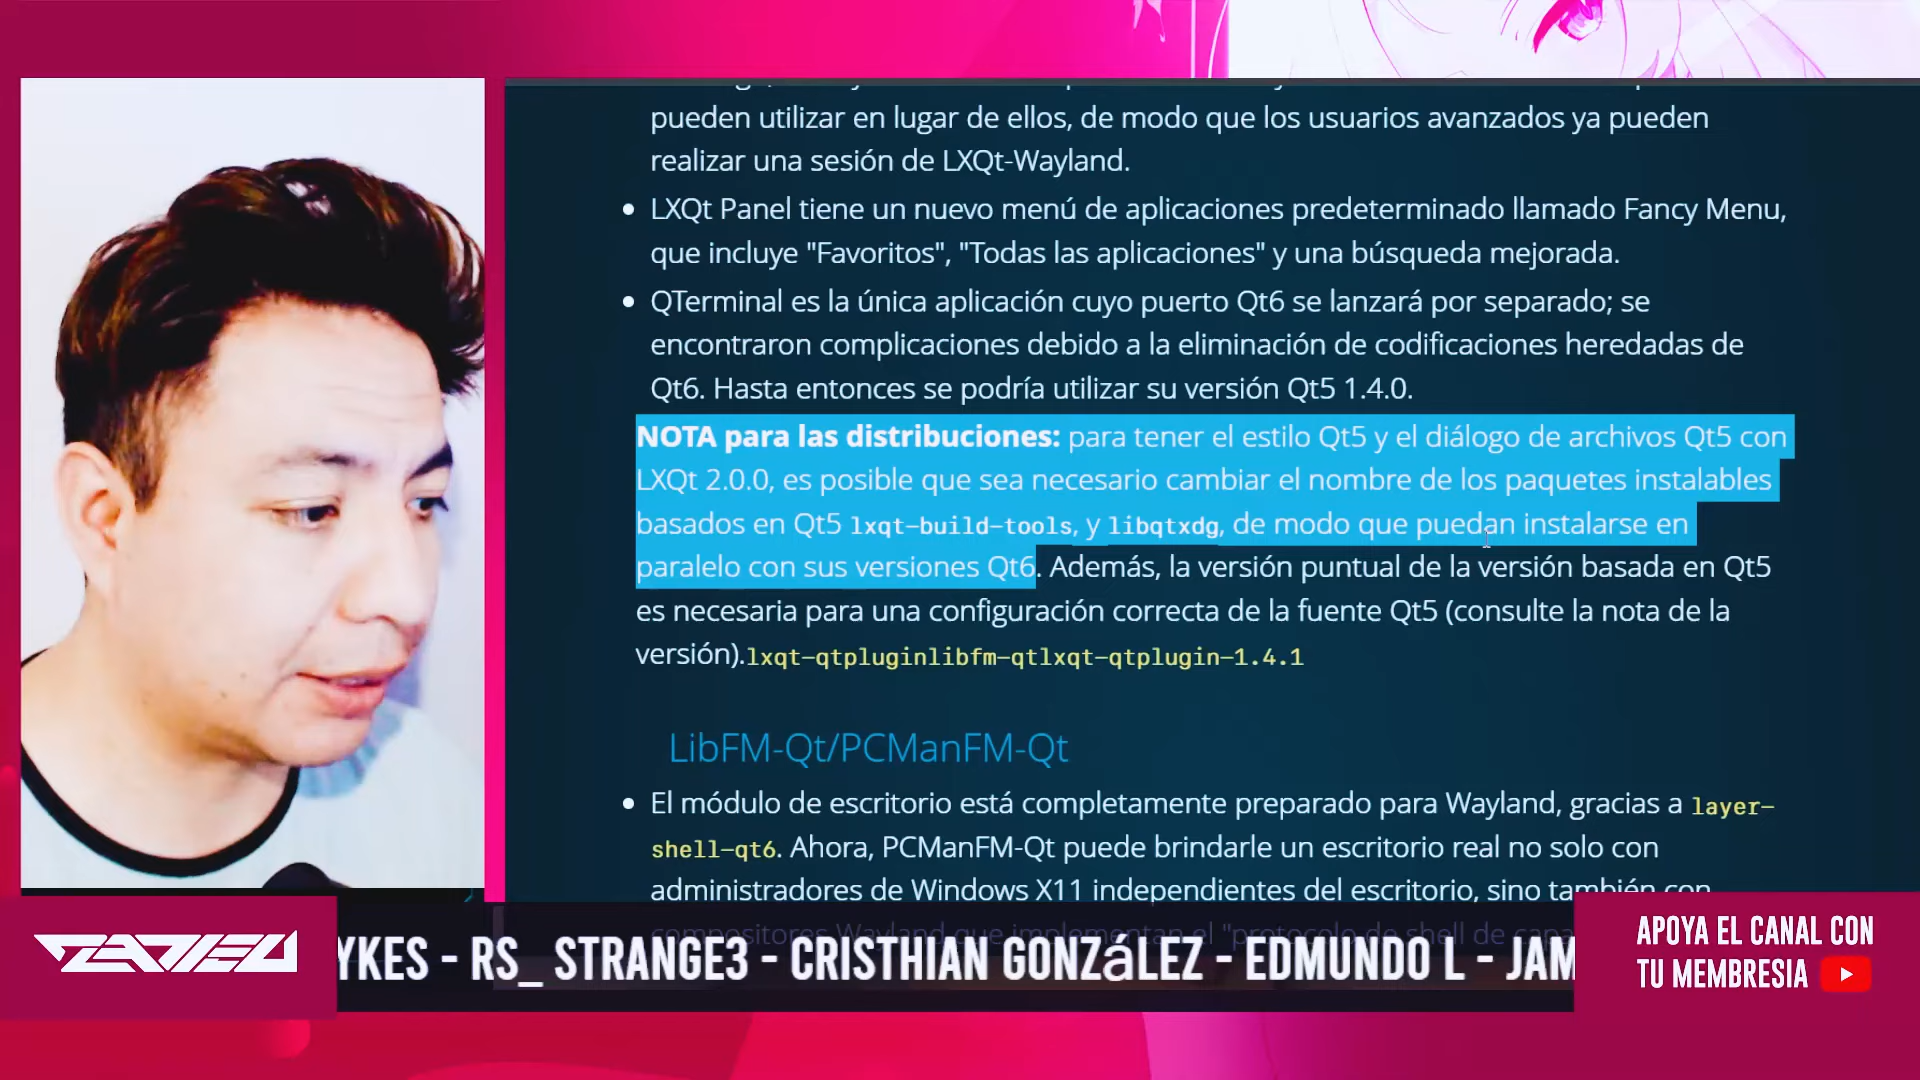 pueden utilizar en lugar de ellos, de modo que los usuarios avanzados ya pueden
realizar una sesión de LXQt-Wayland.
LXQt Panel tiene un nuevo menú de aplicaciones predeterminado llamado Fancy Menu,
que incluye "Favoritos", "Todas las aplicaciones" y una búsqueda mejorada.
QTerminal es la única aplicación cuyo puerto Qt6 se lanzará por separado; se
encontraron complicaciones debido a la eliminación de codificaciones heredadas de
Qt6. Hasta entonces se podría utilizar su versión Qt5 1.4.0.
NOTA para las distribuciones: para tener el estilo Qt5 y el diálogo de archivos Qt5 con
LXQt 2.0.0, es posible que sea necesario cambiar el nombre de los paquetes instalables
basados en Qt5 lxqt-build-tools, y libqtxdg, de modo que puedan instalarse en
paralelo con sus versiones Qt6. Además, la versión puntual de la versión basada en Qt5
es necesaria para una configuración correcta de la fuente Qt5 (consulte la nota de la
versión).lxqt-qtpluginlibfm-qtlxqt-qtplugin-1.4.1
LibFM-Qt/PCManFM-Qt
El módulo de escritorio está completamente preparado para Wayland, gracias a layer-
shell-qt6. Ahora, PCManFM-Qt puede brindarle un escritorio real no solo con
administradores de Windows X11 independientes del escritorio, sino también con
compositores Wayland que implementan el "protocolo de shell de capa
YKES - RS_ STRANGE3 - CRISTHIAN GONZáLEZ - EDMUNDO L - JAM
APOYA EL CANAL CON
TU MEMBRESIA